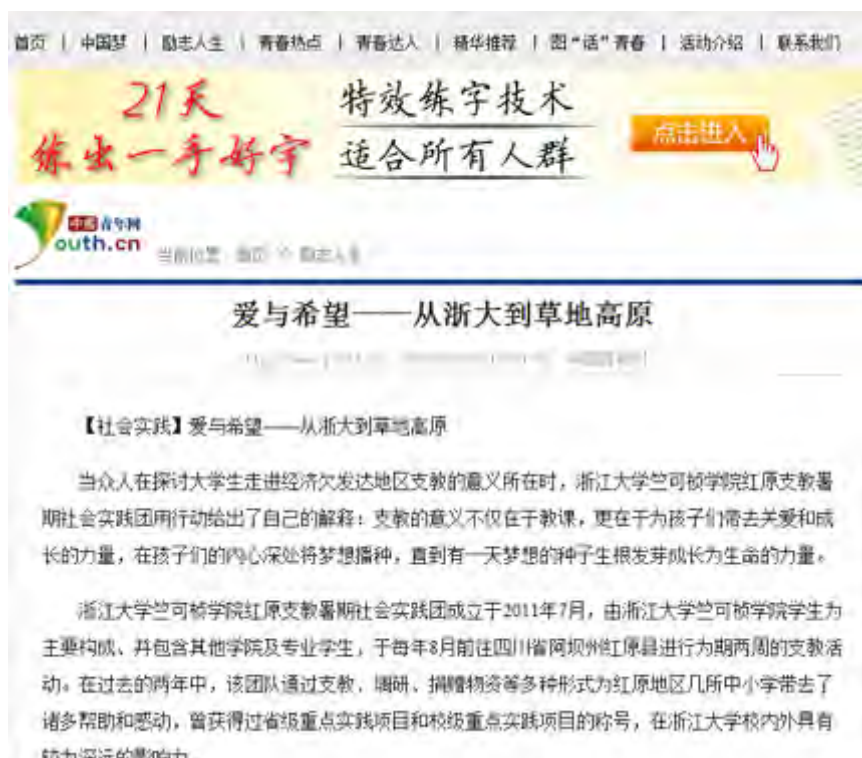 首页 | 中国梦 | 励志人生 | 青春热点 | 青春达人 | 精华推荐 | 图“话”青春 | 活动介绍 | 联系我们
21天 特效练字技术
练出一手好字 适合所有人群
点击进入
中国青年网
youth.cn
当前位置 首页 >> 励志人生
爱与希望——从浙大到草地高原
【社会实践】爱与希望——从浙大到草地高原
当众人在探讨大学生走进经济欠发达地区支教的意义所在时，浙江大学竺可桢学院红原支教暑
期社会实践团用行动给出了自己的解释：支教的意义不仅在于教课，更在于为孩子们带去关爱和成
长的力量，在孩子们的内心深处将梦想播种，直到有一天梦想的种子生根发芽成长为生命的力量。
浙江大学竺可桢学院红原支教暑期社会实践团成立于2011年7月，由浙江大学竺可桢学院学生为
主要构成、并包含其他学院及专业学生，于每年8月前往四川省阿坝州红原县进行为期两周的支教活
动。在过去的两年中，该团队通过支教、调研、捐赠物资等多种形式为红原地区几所中小学带去了
诸多帮助和感动，曾获得过省级重点实践项目和校级重点实践项目的称号，在浙江大学校内外具有
较为深远的影响力